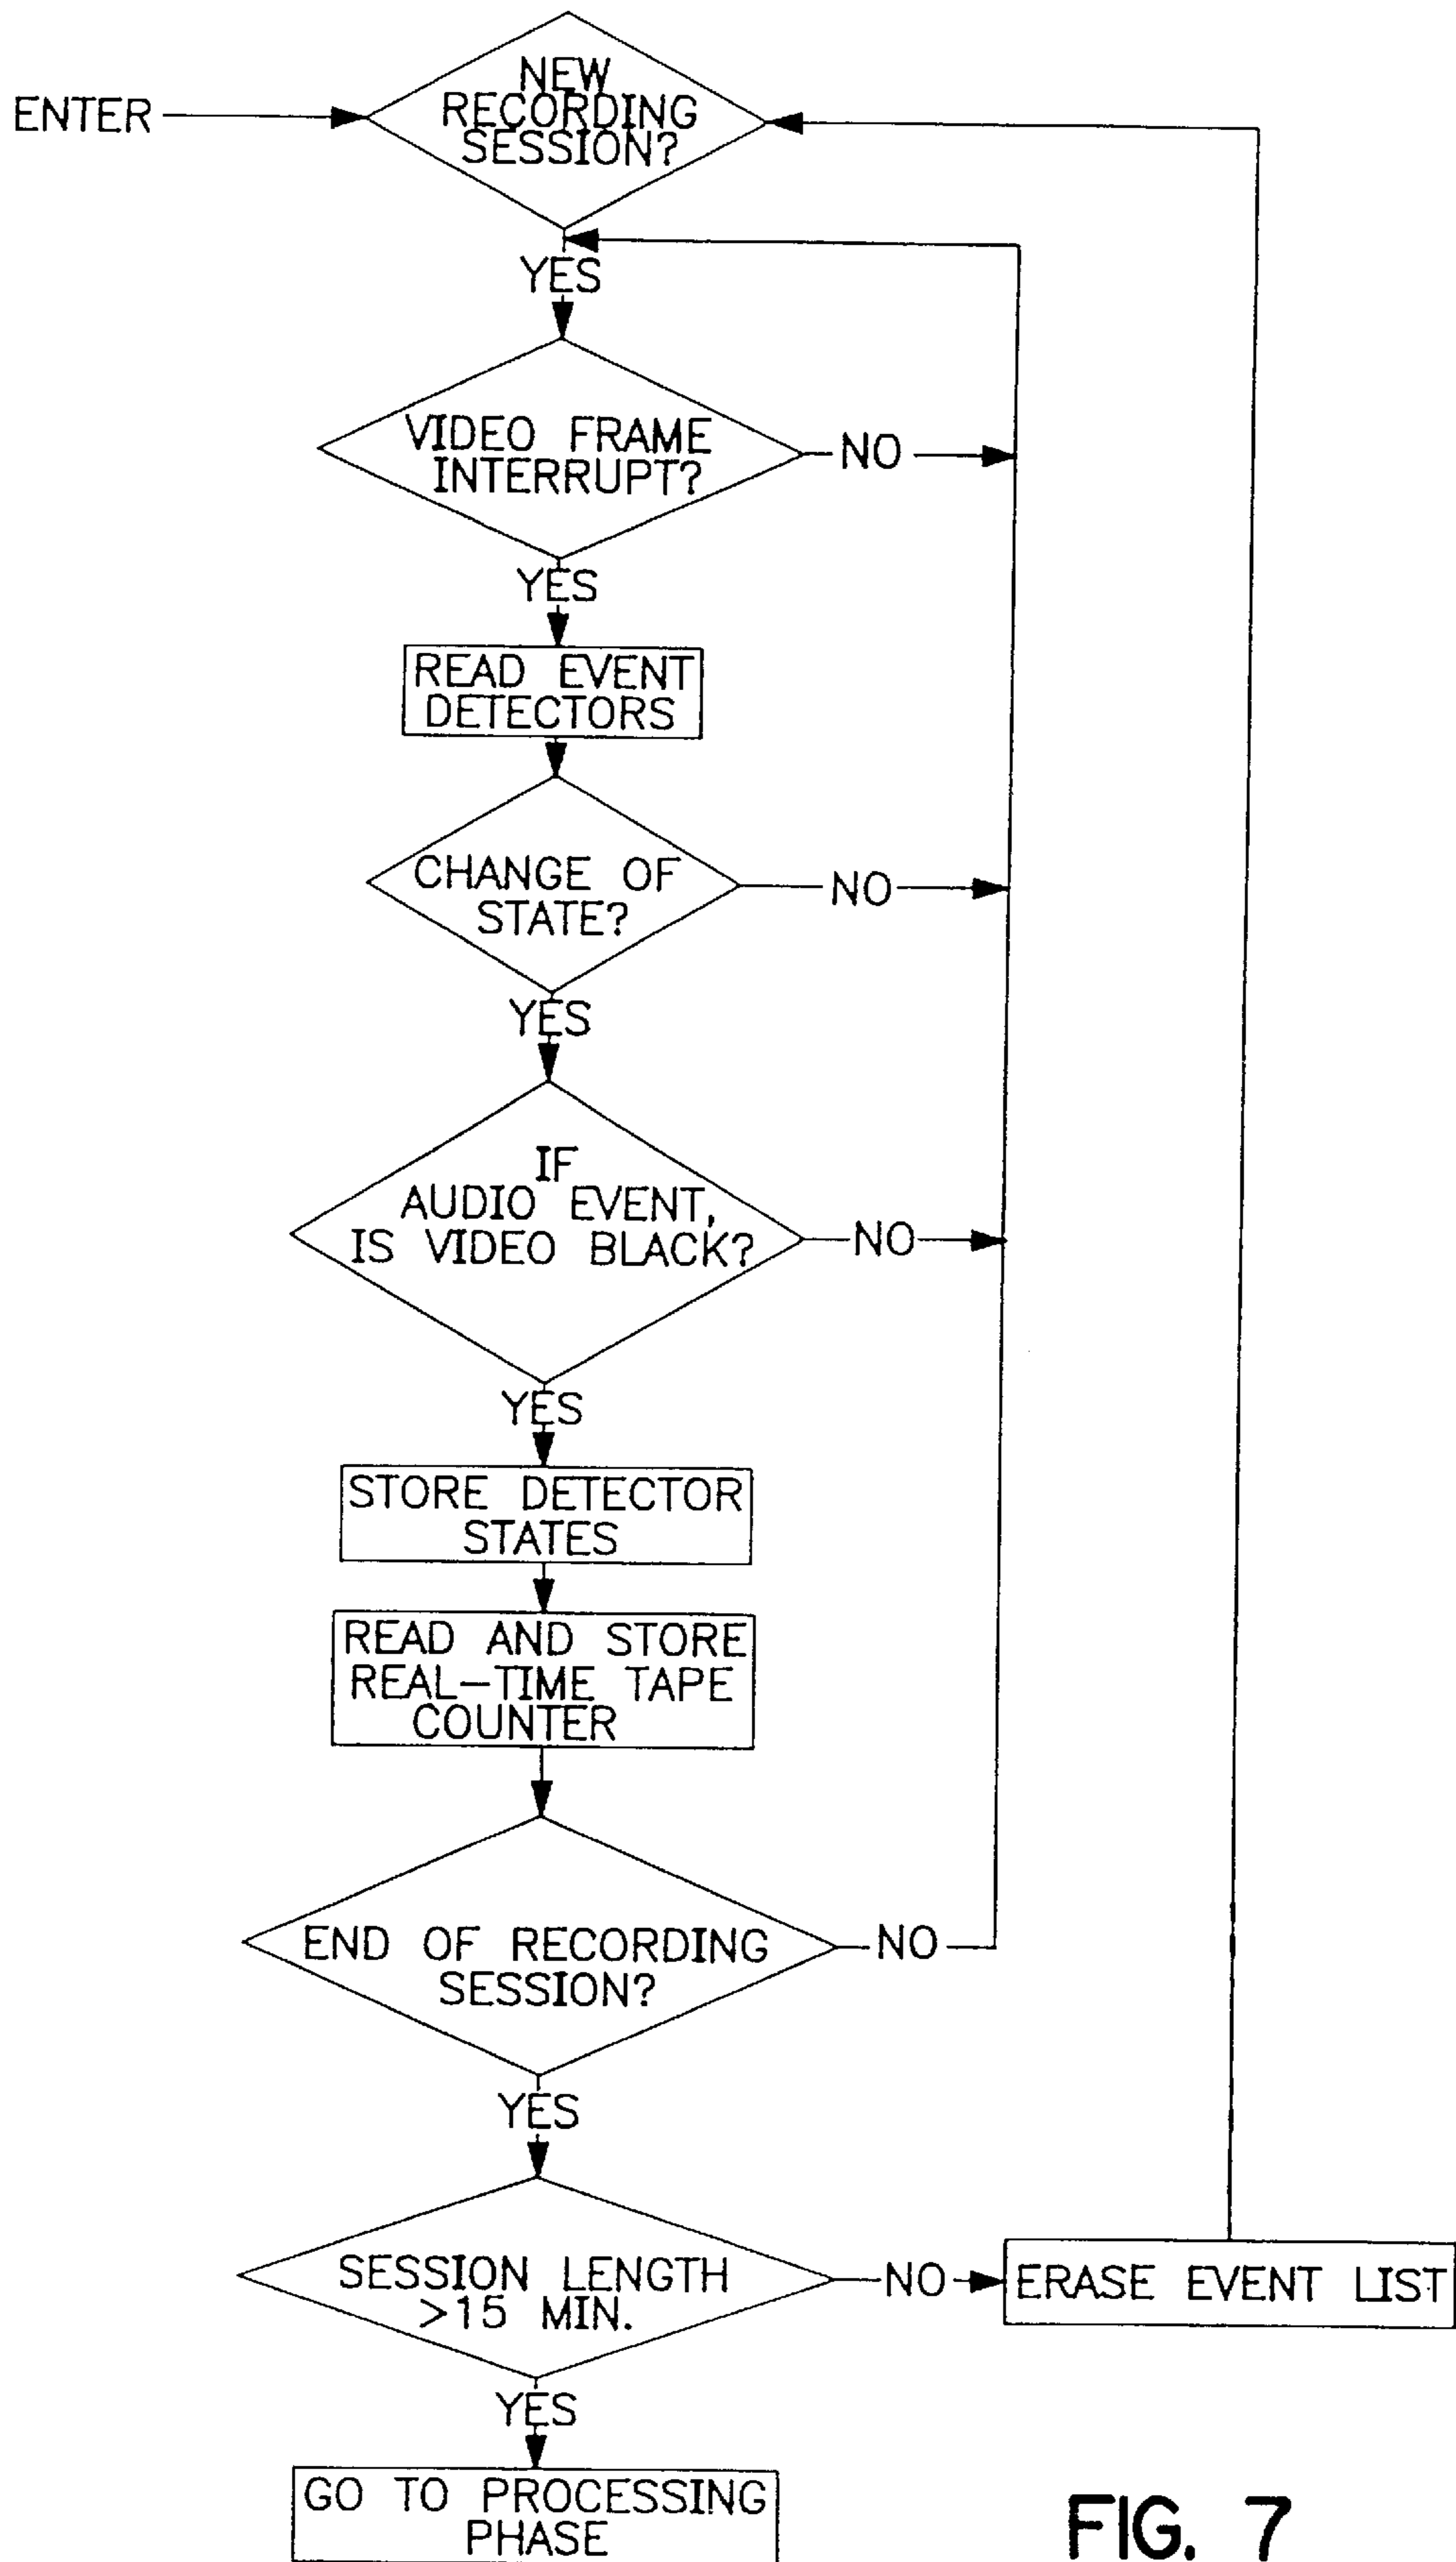 NEW
RECORDING
SESSION?
ENTER
YES
VIDEO FRAME
INTERRUPT?
NO
YES
READ EVENT
DETECTORS
CHANGE OF
STATE?
NO
YES
IF
AUDIO EVENT,
IS VIDEO BLACK?
NO
YES
STORE DETECTOR
STATES
READ AND STORE
REAL-TIME TAPE
COUNTER
END OF RECORDING
SESSION?
NO
YES
SESSION LENGTH
>15 MIN.
NO
ERASE EVENT LIST
YES
GO TO PROCESSING
PHASE
FIG. 7